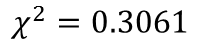 χ² = 0.3061